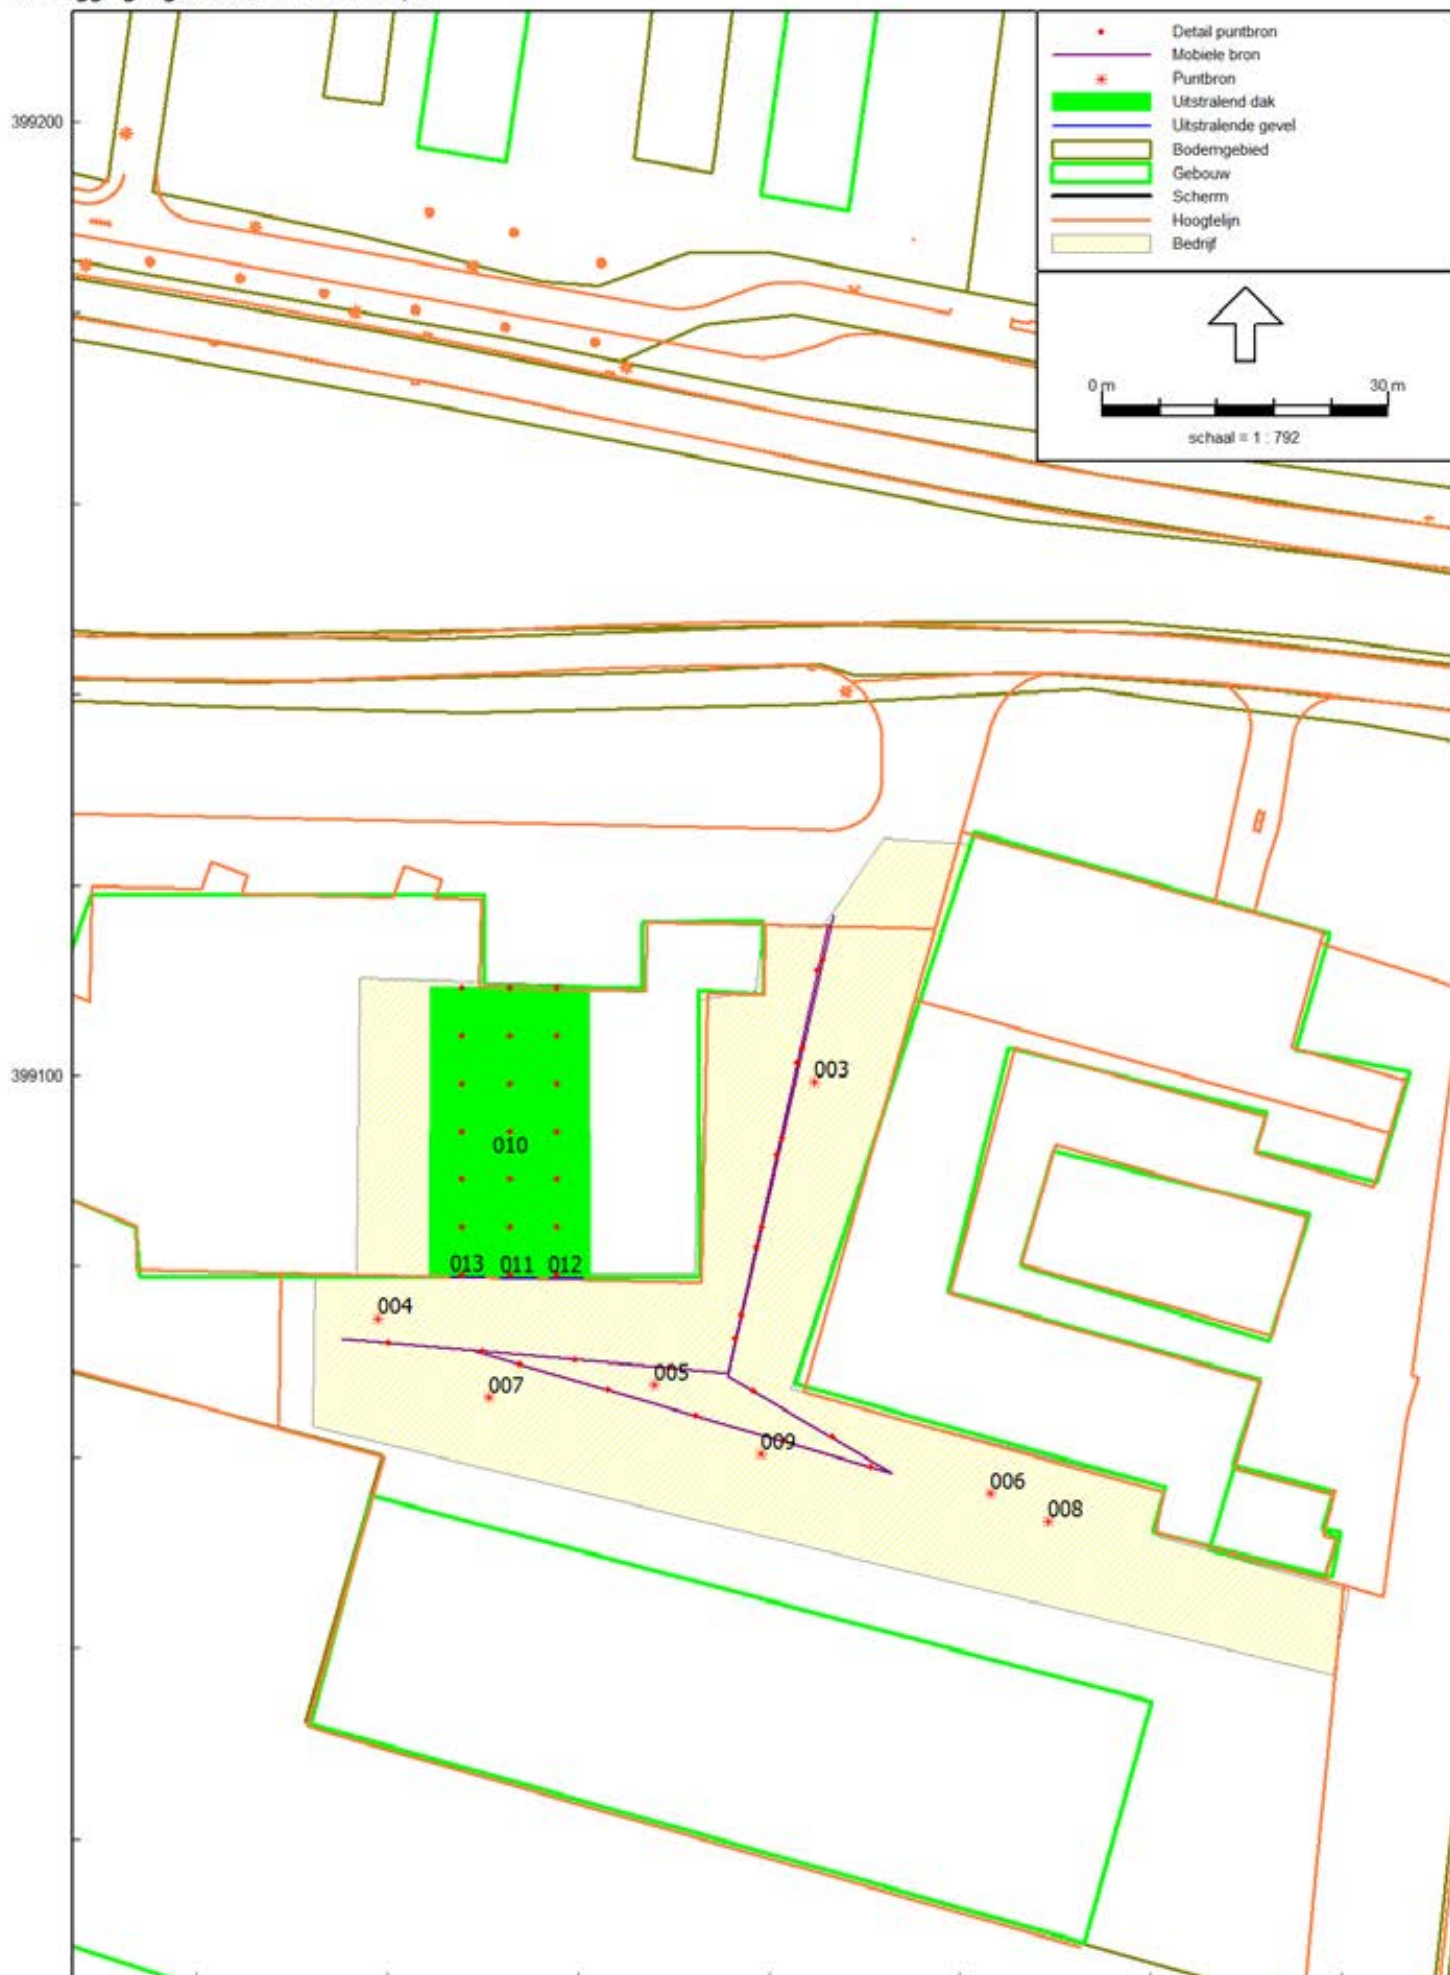 Detail puntbron
Mobiele bron
Puntbron
Uitstralend dak
Uitstralende gevel
Bodemgebied
Gebouw
Scherm
Hoogtelijn
Bedrijf
399200
0 m 30 m
schaal = 1 : 792
399100
003
010
013 011 012
004
005
007
009
006
008